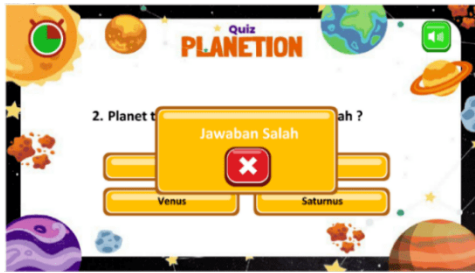 Quiz
PLANETION
2. Planet t
ah ?
Jawaban Salah
Venus
Saturnus